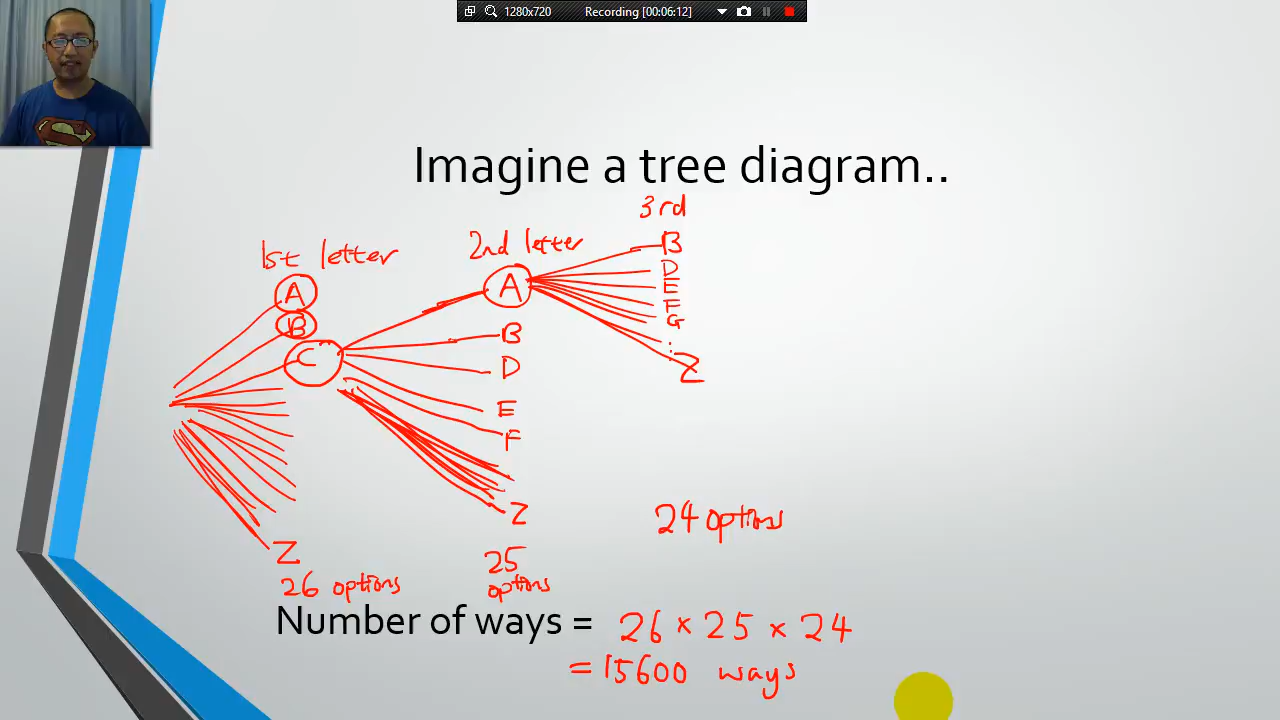 1280x720 Recording [00:06:12]
Imagine a tree diagram..
3rd
1st letter
2nd letter
A
B
C
Z
26 options
A
B
D
E
F
Z
25
options
B
D
E
F
G
:
Z
24 options
Number of ways = 26 × 25 × 24
= 15600 ways